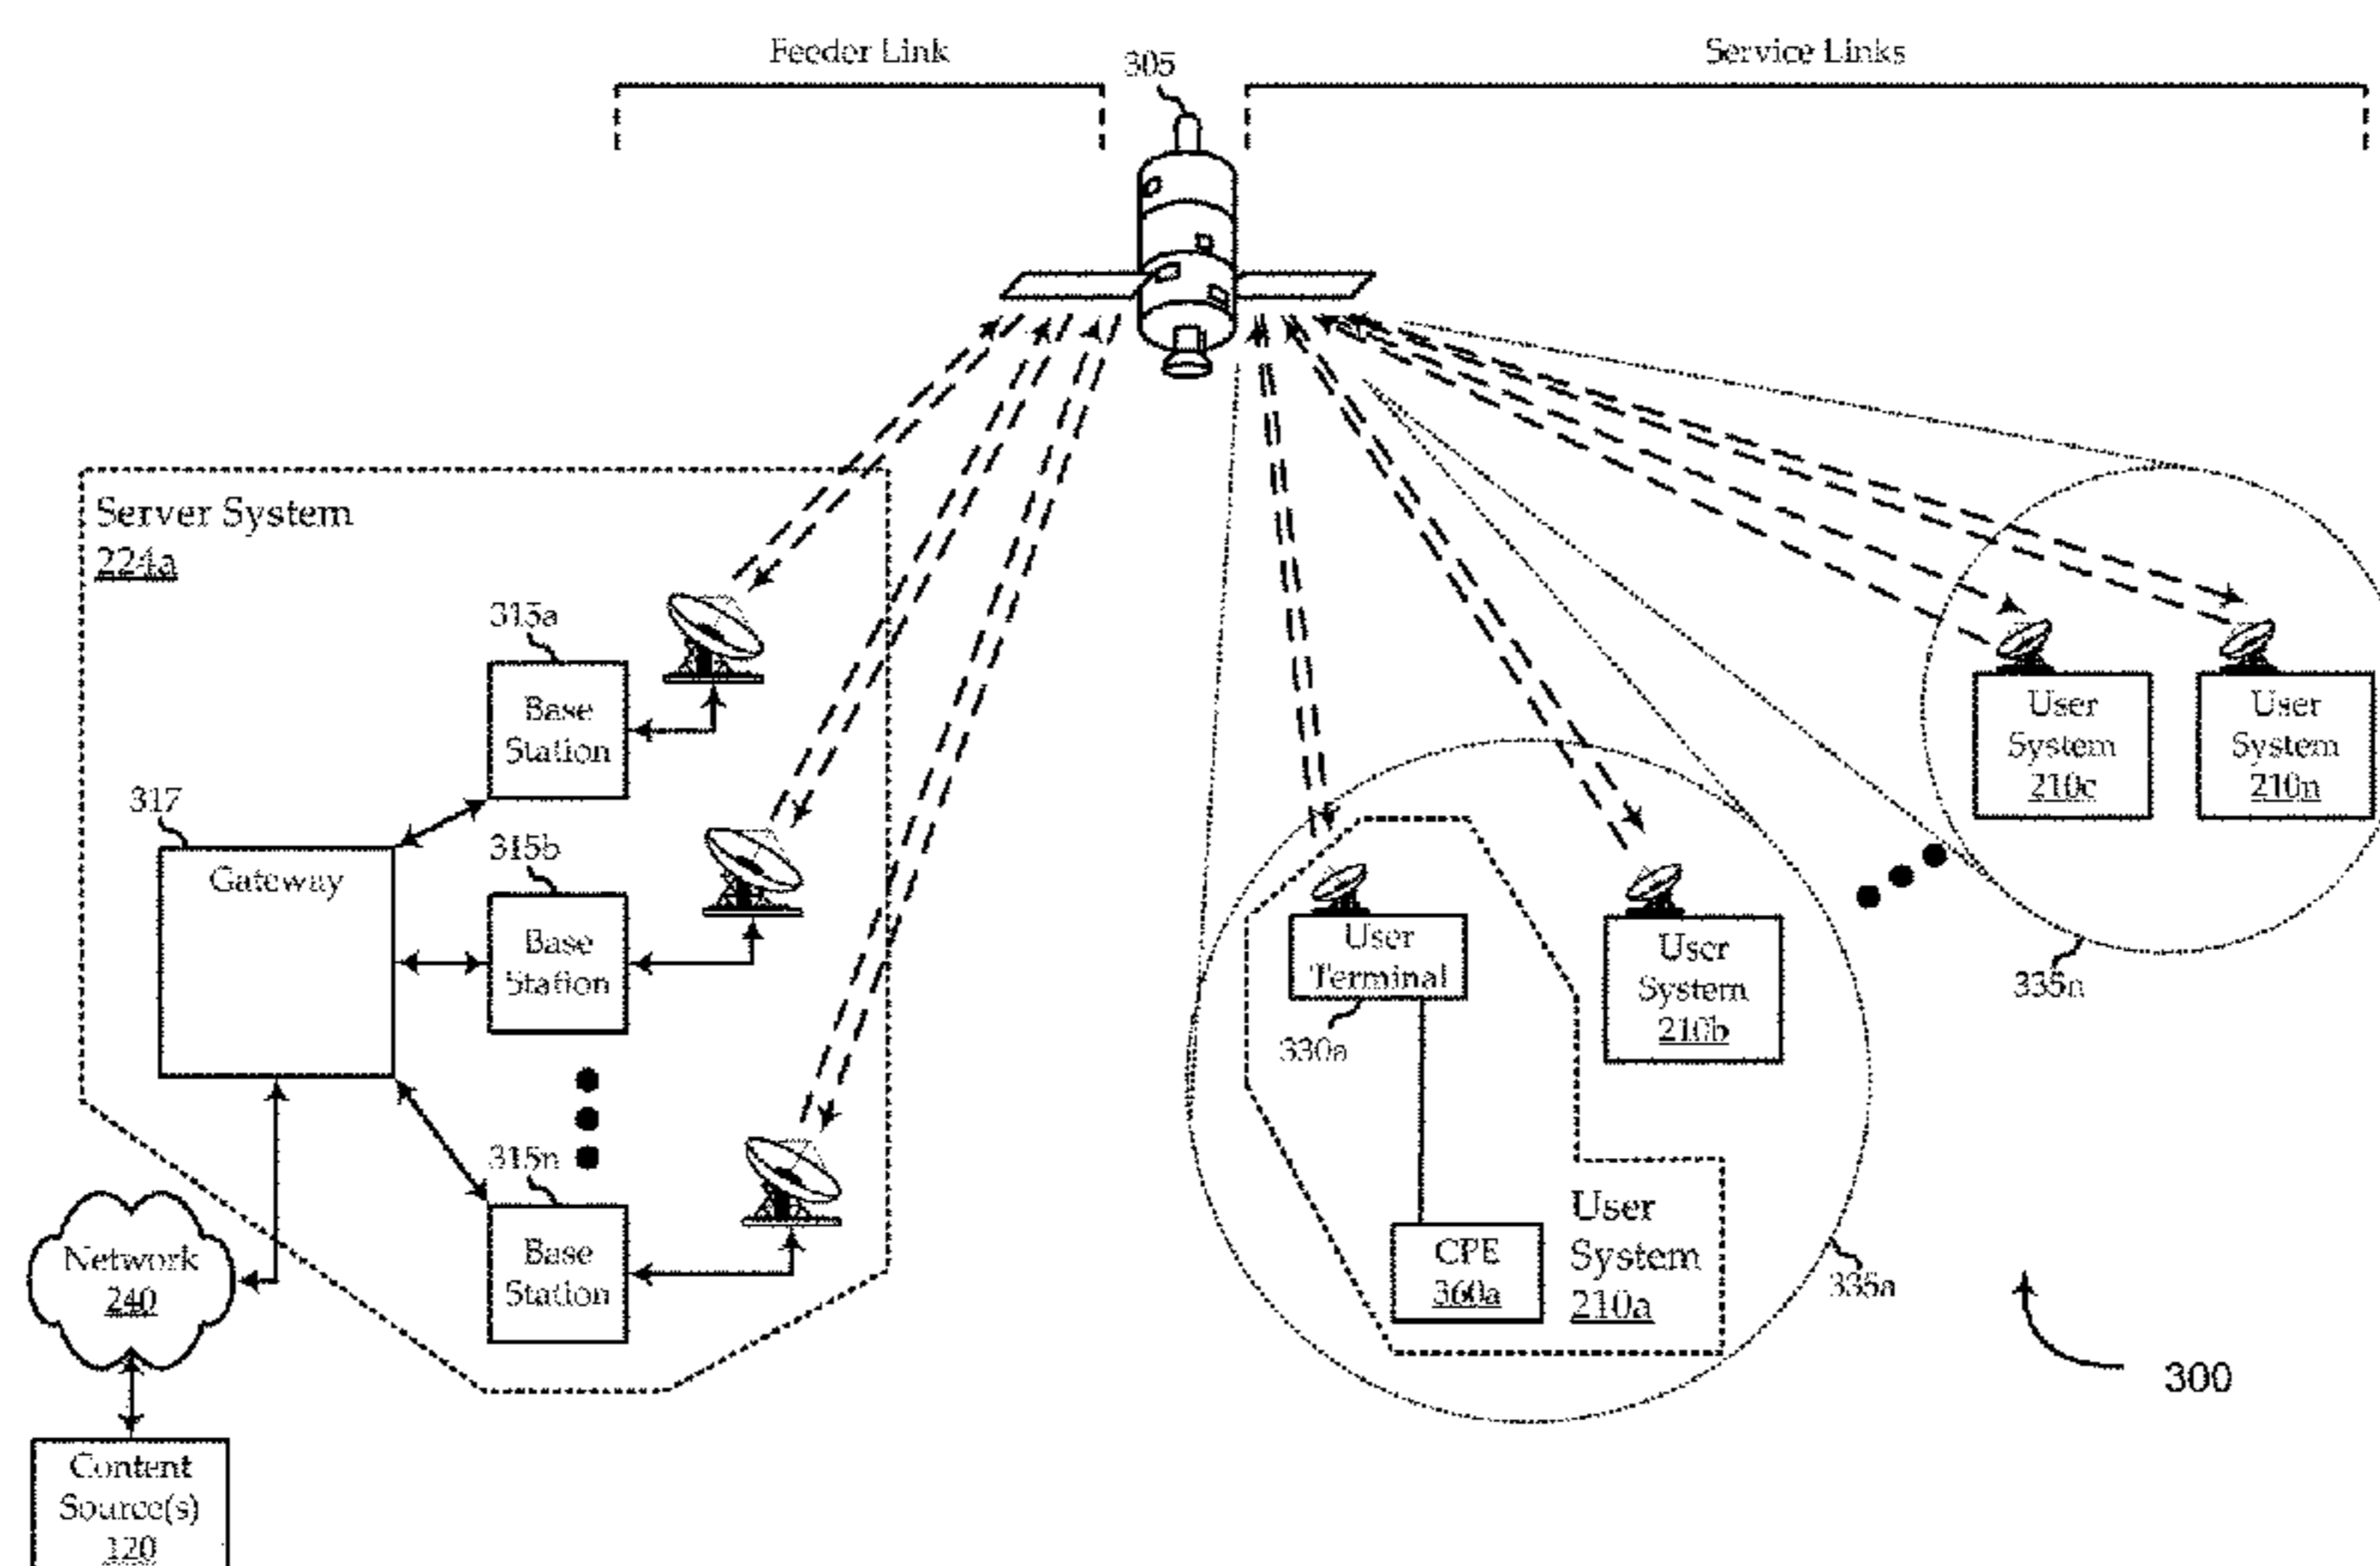 Feeder Link
305
Service Links
Server System
224a
315a
Base
Station
317
Gateway
315b
Base
Station
315n
Base
Station
Network
240
Content
Source(s)
120
User
System
210c
User
System
210n
335n
User
Terminal
330a
User
System
210b
CPE
360a
User
System
210a
335a
300